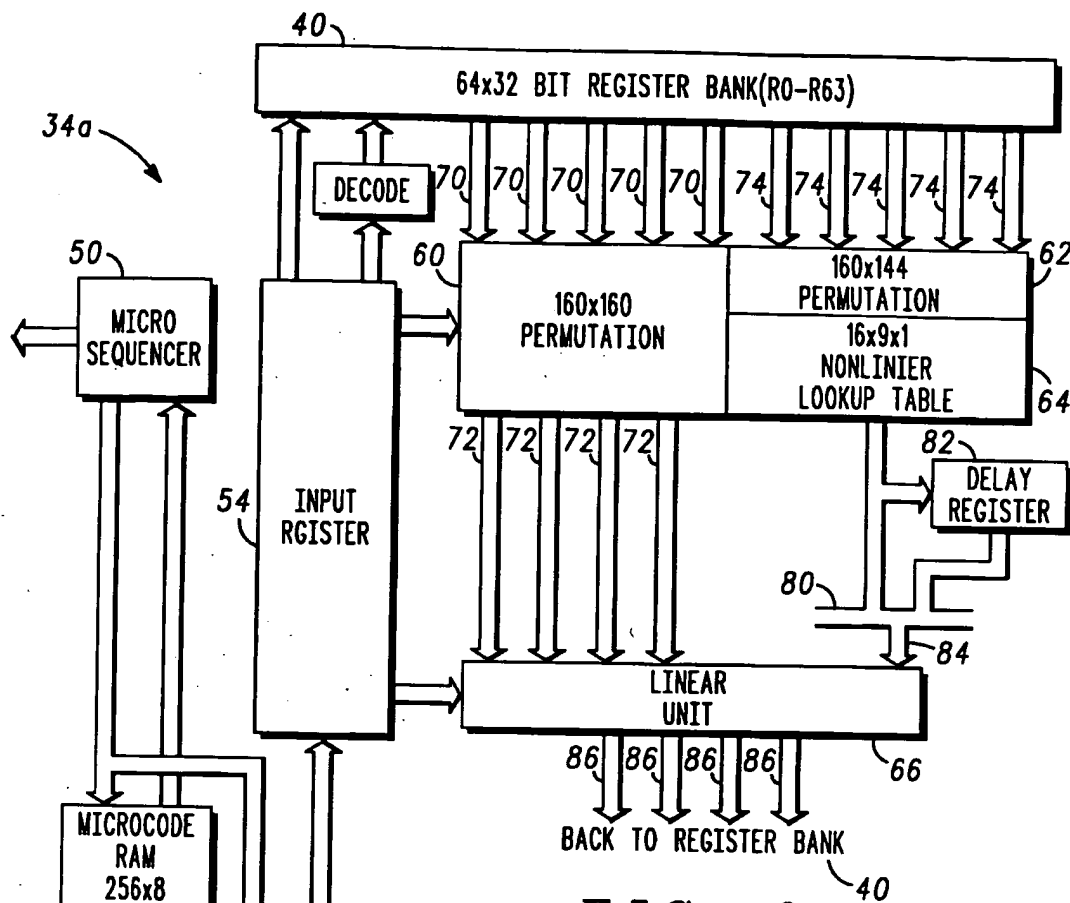 40
64x32 BIT REGISTER BANK(R0-R63)
34a
DECODE
70 70 70 70 70 74 74 74 74 74
50
60
62
MICRO
SEQUENCER
160x160
PERMUTATION
160x144
PERMUTATION
16x9x1
NONLINIER
LOOKUP TABLE
64
72 72 72 72
82
DELAY
REGISTER
54
INPUT
RGISTER
80
84
LINEAR
UNIT
66
86 86 86 86
BACK TO REGISTER BANK
40
MICROCODE
RAM
256x8